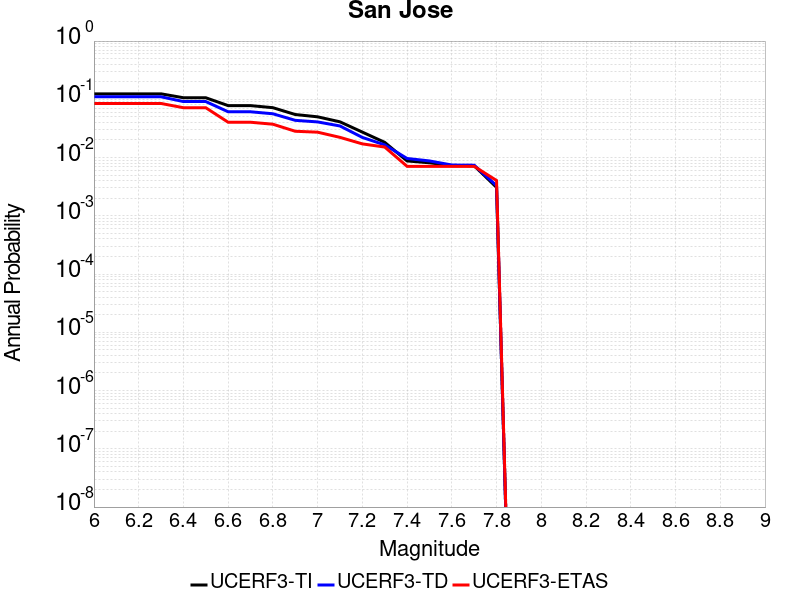 San Jose
10^0
10^-1
10^-2
10^-3
10^-4
10^-5
10^-6
10^-7
10^-8
Annual Probability
6 6.2 6.4 6.6 6.8 7 7.2 7.4 7.6 7.8 8 8.2 8.4 8.6 8.8 9
Magnitude
UCERF3-TI UCERF3-TD UCERF3-ETAS